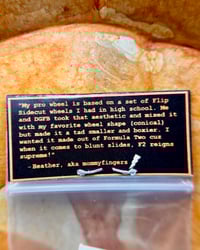 "My pro wheel is based on a set of Flip
Sidecut wheels I had in high school. Me
and DGFB took that aesthetic and mixed it
with my favorite wheel shape (conical)
but made it a tad smaller and boxier. I
wanted it made out of Formula Two cuz
when it comes to blunt slides, F2 reigns
supreme!"
- Heather, aka mommyfingers